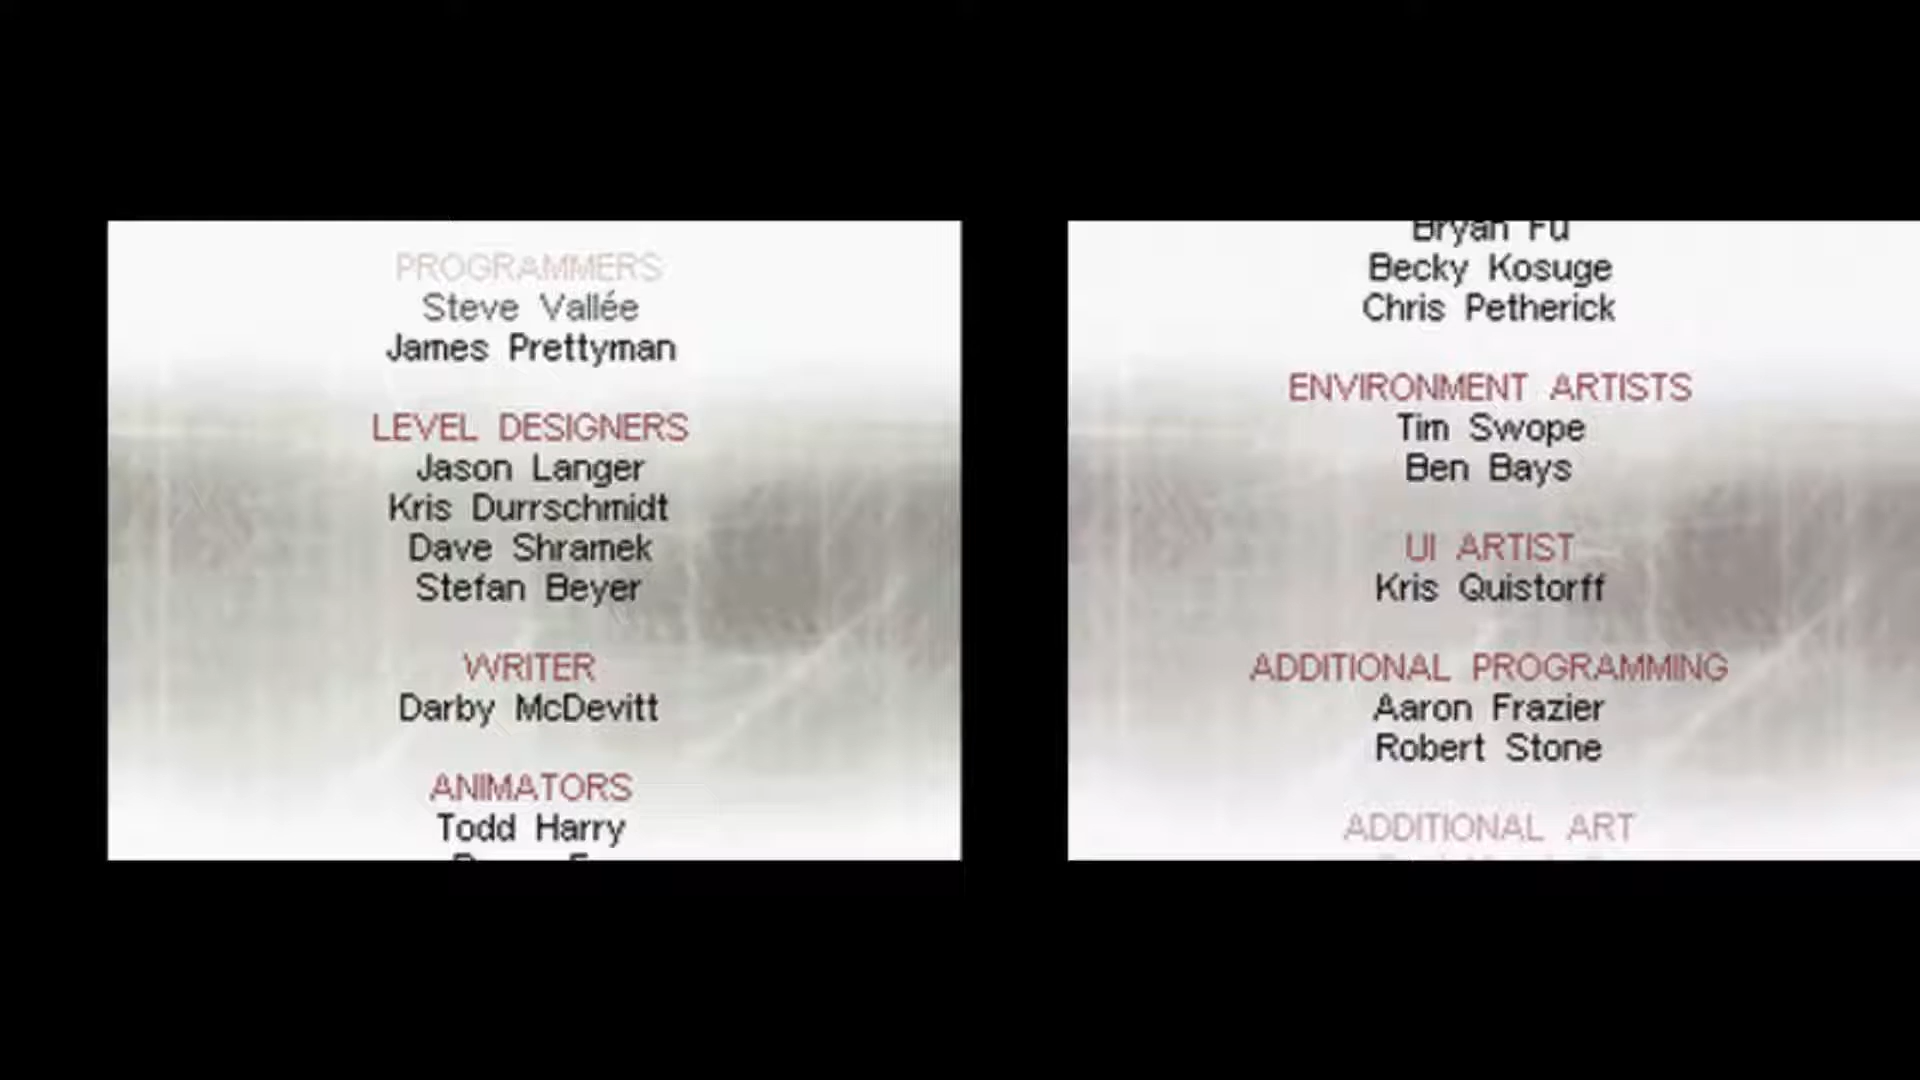 PROGRAMMERS
Steve Vallée
James Prettyman
LEVEL DESIGNERS
Jason Langer
Kris Durrschmidt
Dave Shramek
Stefan Beyer
WRITER
Darby McDevitt
ANIMATORS
Todd Harry
Bryan Fu
Becky Kosuge
Chris Petherick
ENVIRONMENT ARTISTS
Tim Swope
Ben Bays
UI ARTIST
Kris Quistorff
ADDITIONAL PROGRAMMING
Aaron Frazier
Robert Stone
ADDITIONAL ART